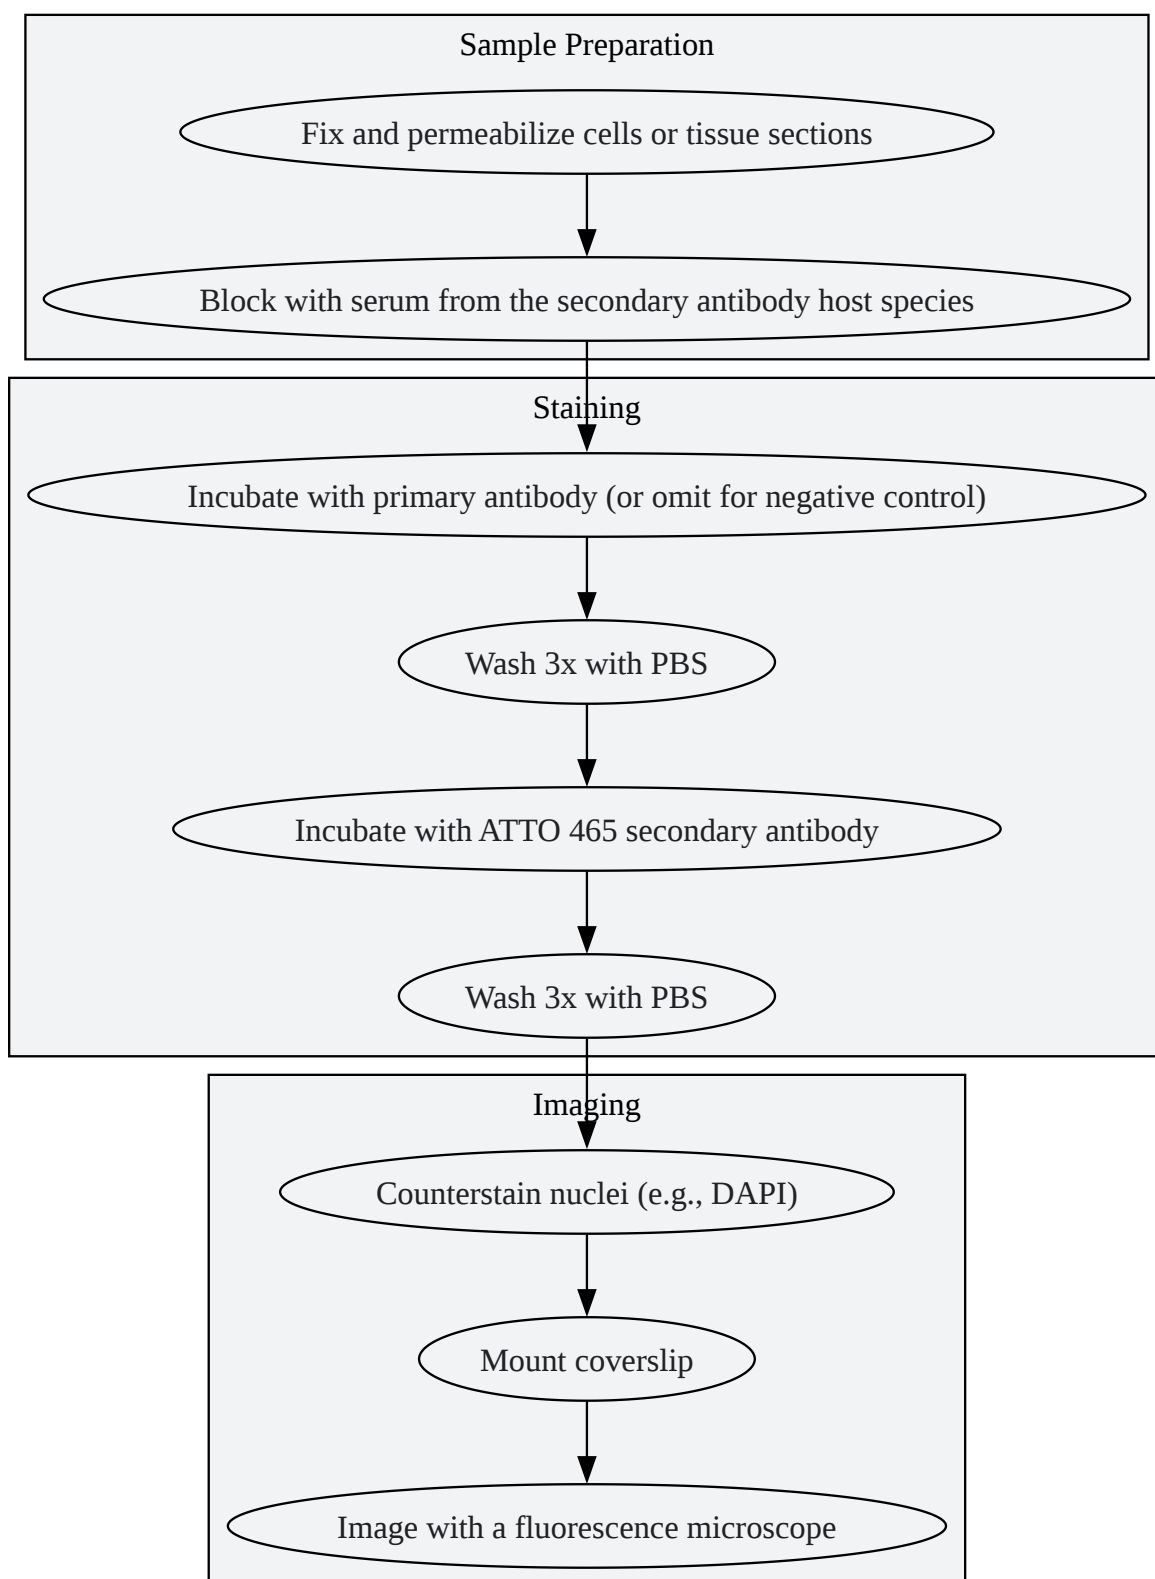 Sample Preparation
Fix and permeabilize cells or tissue sections
Block with serum from the secondary antibody host species
Staining
Incubate with primary antibody (or omit for negative control)
Wash 3x with PBS
Incubate with ATTO 465 secondary antibody
Wash 3x with PBS
Imaging
Counterstain nuclei (e.g., DAPI)
Mount coverslip
Image with a fluorescence microscope